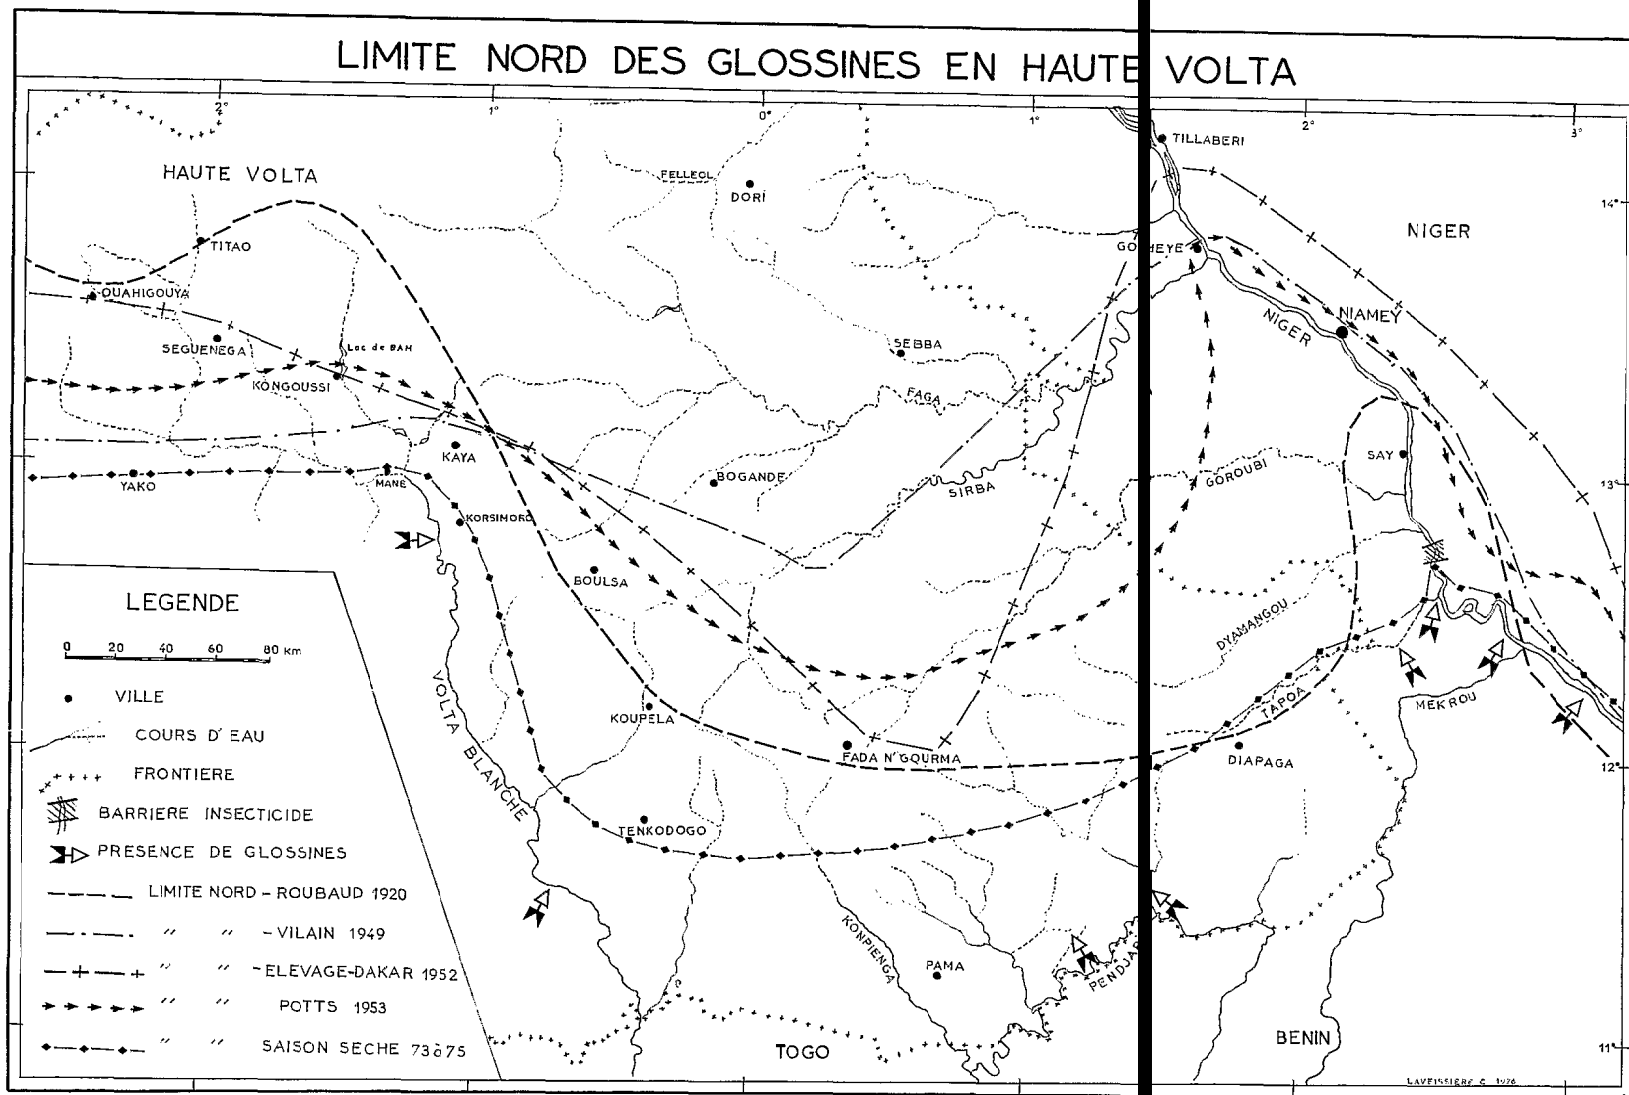 LIMITE NORD DES GLOSSINES EN HAUTE VOLTA
2° 1° 0° 1° 2° 3°
TILLABERI
HAUTE VOLTA
FELLEOL
DORI
14°
NIGER
TITAO
OUAHIGOUYA
NIAMEY
NIGER
SEGUENEGA
Lac de BAM
SEBBA
KONGOUSSI
FAGA
KAYA
SAY
BOGANDE
GOROUBI
SIRBA
13°
YAKO
MANE
KORSIMORO
BOULSA
DYAMANGOU
VOLTA BLANCHE
KOUPELA
TAPOA
MEKROU
FADA N'GOURMA
DIAPAGA
12°
TENKODOGO
KONPIENGA
PAMA
TOGO
BENIN
11°
LEGENDE
0 20 40 60 80 km
VILLE
COURS D'EAU
FRONTIERE
BARRIERE INSECTICIDE
PRESENCE DE GLOSSINES
LIMITE NORD - ROUBAUD 1920
" " - VILAIN 1949
" " - ELEVAGE-DAKAR 1952
" " POTTS 1953
" " SAISON SECHE 73à75
LAVEISSIERE C 1976